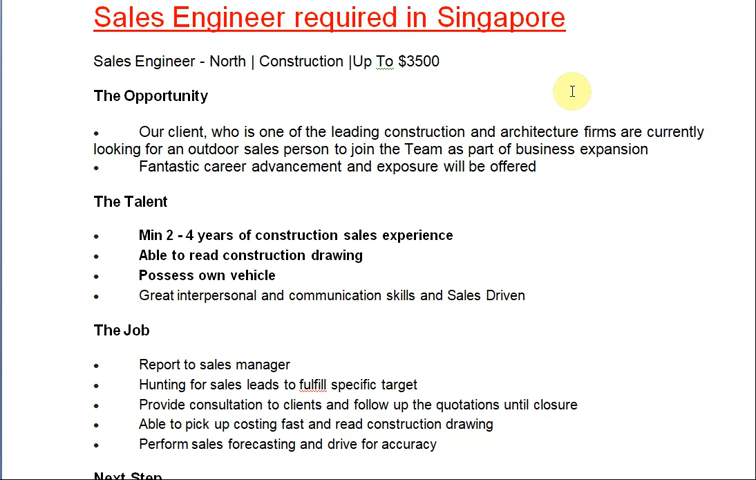 Sales Engineer required in Singapore
Sales Engineer - North | Construction |Up To $3500
The Opportunity
• Our client, who is one of the leading construction and architecture firms are currently
looking for an outdoor sales person to join the Team as part of business expansion
• Fantastic career advancement and exposure will be offered
The Talent
• Min 2 - 4 years of construction sales experience
• Able to read construction drawing
• Possess own vehicle
• Great interpersonal and communication skills and Sales Driven
The Job
• Report to sales manager
• Hunting for sales leads to fulfill specific target
• Provide consultation to clients and follow up the quotations until closure
• Able to pick up costing fast and read construction drawing
• Perform sales forecasting and drive for accuracy
Next Step